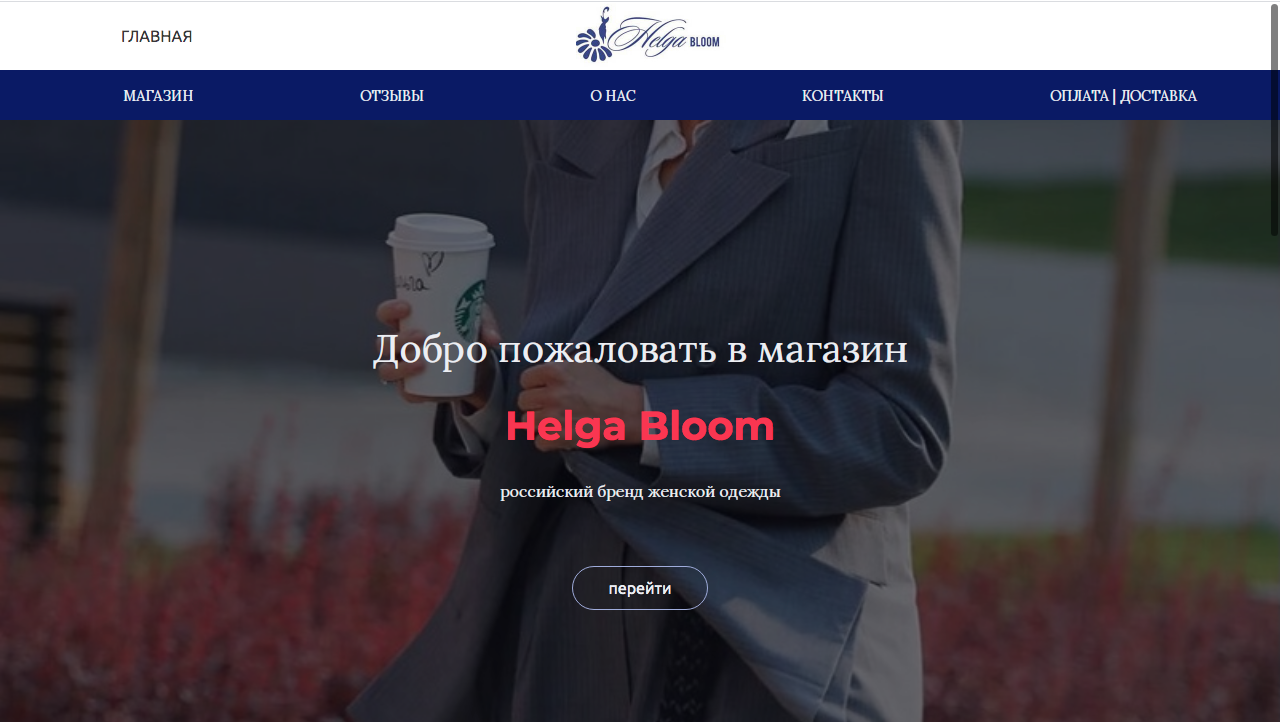 ГЛАВНАЯ
Helga BLOOM
МАГАЗИН ОТЗЫВЫ О НАС КОНТАКТЫ ОПЛАТА | ДОСТАВКА
Добро пожаловать в магазин
Helga Bloom
российский бренд женской одежды
перейти